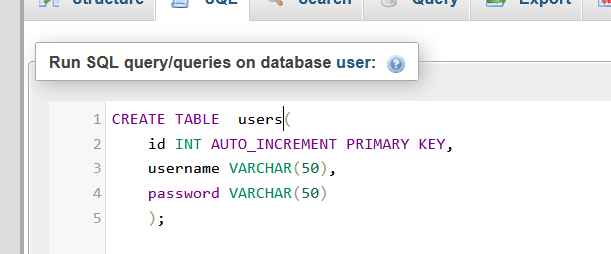 Structure SQL Search Query Export
Run SQL query/queries on database user:
1 CREATE TABLE  users(
2     id INT AUTO_INCREMENT PRIMARY KEY,
3     username VARCHAR(50),
4     password VARCHAR(50)
5     );